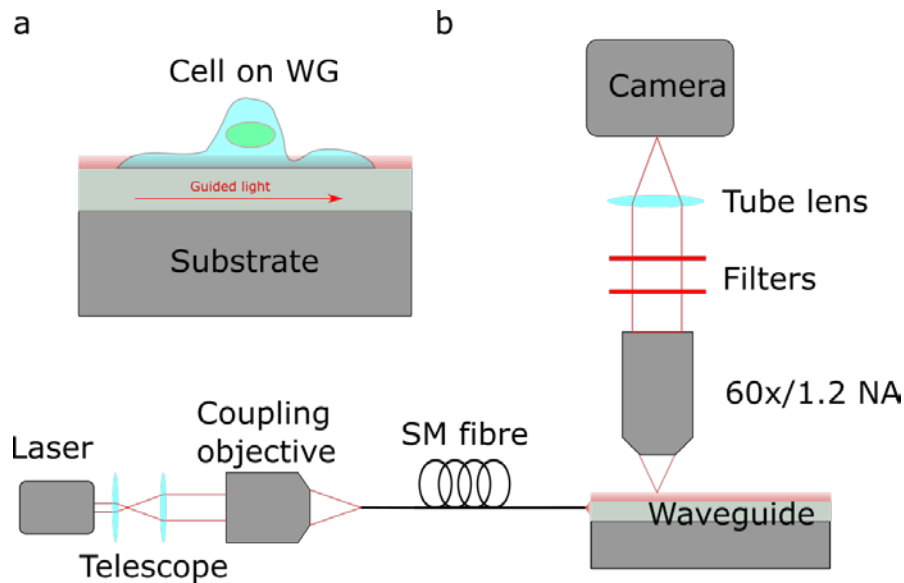 a
Cell on WG
Guided light
Substrate
b
Camera
Tube lens
Filters
60x/1.2 NA
Laser
Telescope
Coupling
objective
SM fibre
Waveguide